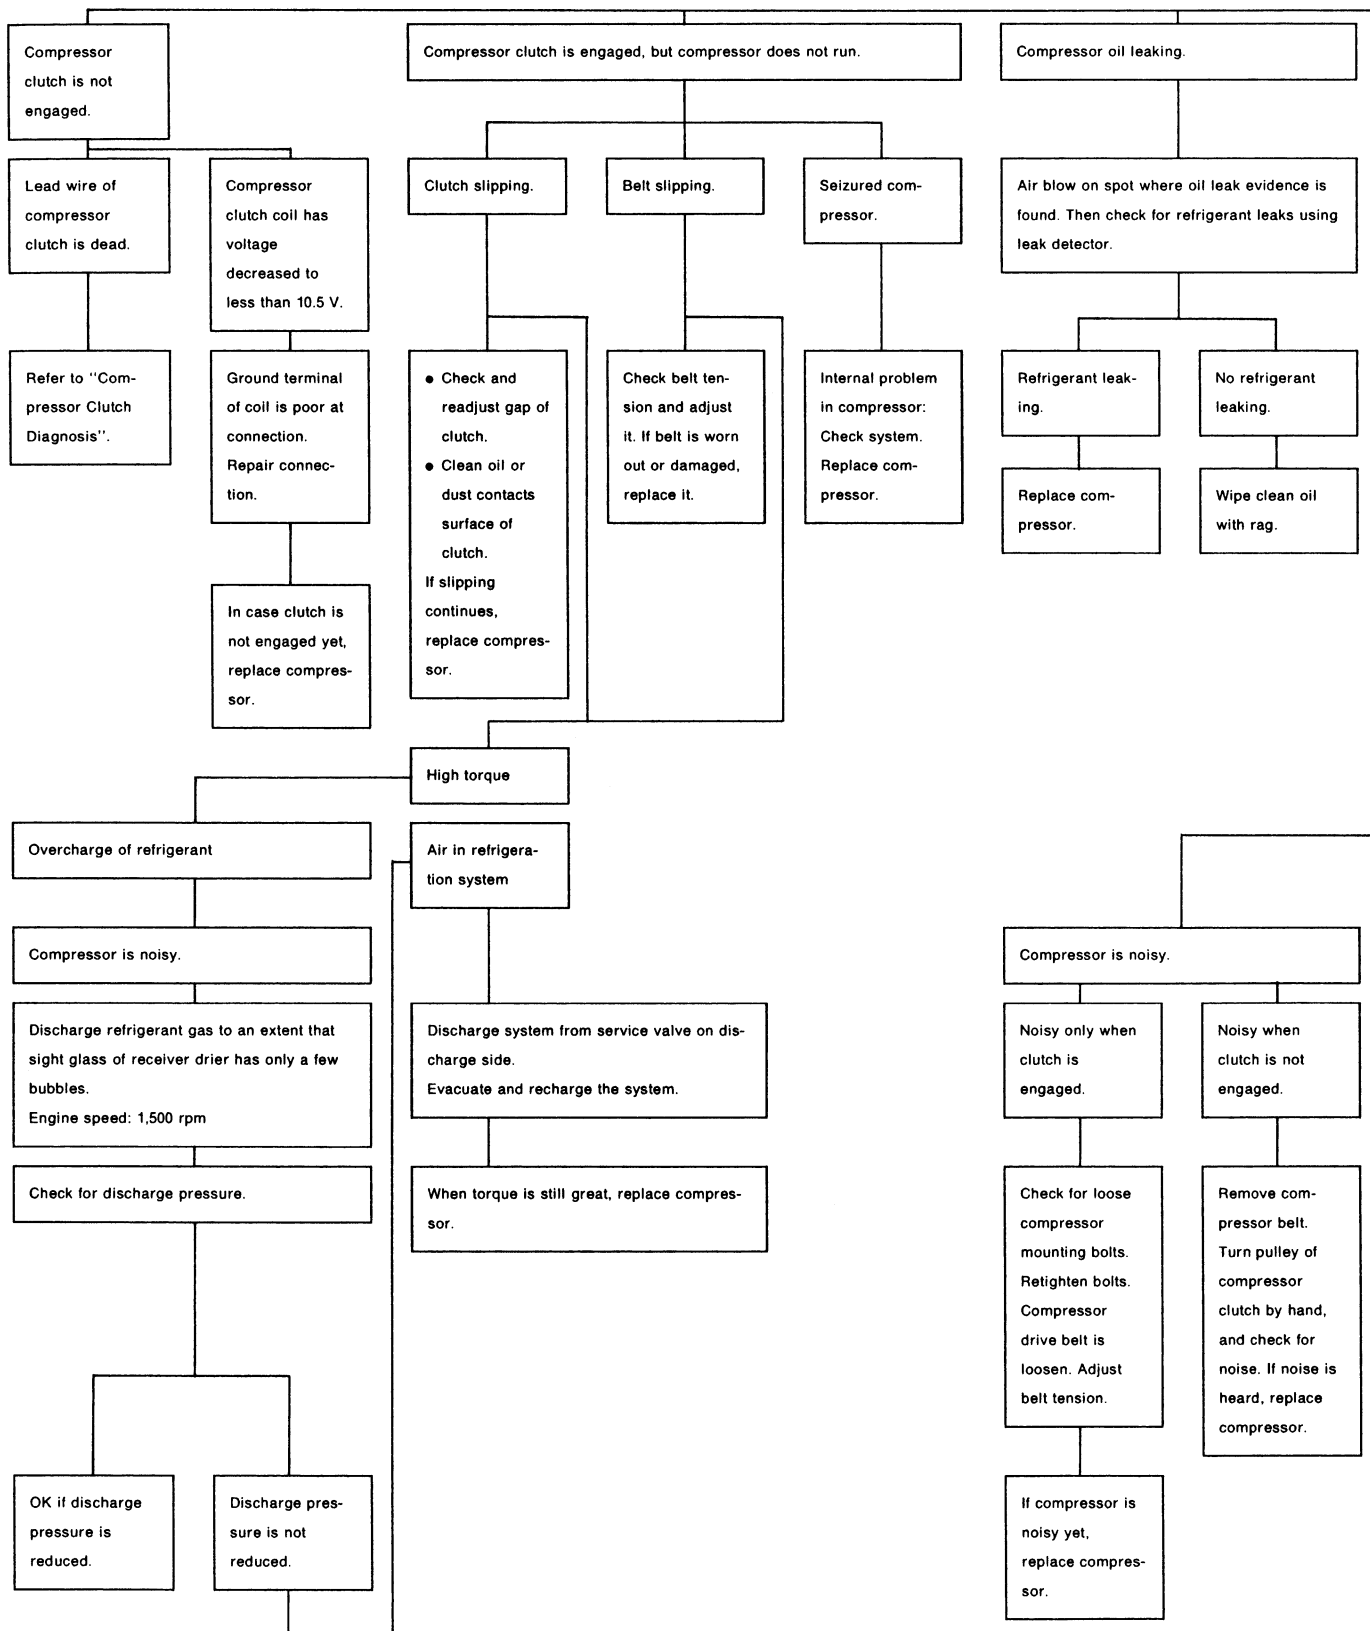 Compressor
clutch is not
engaged.
Compressor clutch is engaged, but compressor does not run.
Compressor oil leaking.
Lead wire of
compressor
clutch is dead.
Compressor
clutch coil has
voltage
decreased to
less than 10.5 V.
Clutch slipping.
Belt slipping.
Seizured com-
pressor.
Air blow on spot where oil leak evidence is
found. Then check for refrigerant leaks using
leak detector.
Refer to "Com-
pressor Clutch
Diagnosis".
Ground terminal
of coil is poor at
connection.
Repair connec-
tion.
● Check and
readjust gap of
clutch.
● Clean oil or
dust contacts
surface of
clutch.
If slipping
continues,
replace compres-
sor.
Check belt ten-
sion and adjust
it. If belt is worn
out or damaged,
replace it.
Internal problem
in compressor:
Check system.
Replace com-
pressor.
Refrigerant leak-
ing.
No refrigerant
leaking.
Replace com-
pressor.
Wipe clean oil
with rag.
In case clutch is
not engaged yet,
replace compres-
sor.
High torque
Overcharge of refrigerant
Air in refrigera-
tion system
Compressor is noisy.
Compressor is noisy.
Discharge refrigerant gas to an extent that
sight glass of receiver drier has only a few
bubbles.
Engine speed: 1,500 rpm
Discharge system from service valve on dis-
charge side.
Evacuate and recharge the system.
Noisy only when
clutch is
engaged.
Noisy when
clutch is not
engaged.
Check for discharge pressure.
When torque is still great, replace compres-
sor.
Check for loose
compressor
mounting bolts.
Retighten bolts.
Compressor
drive belt is
loosen. Adjust
belt tension.
Remove com-
pressor belt.
Turn pulley of
compressor
clutch by hand,
and check for
noise. If noise is
heard, replace
compressor.
OK if discharge
pressure is
reduced.
Discharge pres-
sure is not
reduced.
If compressor is
noisy yet,
replace compres-
sor.